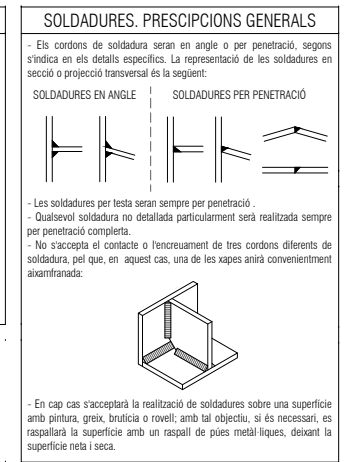 SOLDADURES. PRESCIPCIONS GENERALS
- Els cordons de soldadura seran en angle o per penetració, segons
s'indica en els detalls específics. La representació de les soldadures en
secció o projecció transversal és la següent:
SOLDADURES EN ANGLE
SOLDADURES PER PENETRACIÓ
- Les soldadures per testa seran sempre per penetració .
- Qualsevol soldadura no detallada particularment serà realitzada sempre
per penetració completa.
- No s'accepta el contacte o l'encreuament de tres cordons diferents de
soldadura, pel que, en aquest cas, una de les xapes anirà convenientment
aixamfranada:
- En cap cas s'acceptarà la realització de soldadures sobre una superfície
amb pintura, greix, brutícia o rovell; amb tal objectiu, si és necessari, es
raspallarà la superfície amb un raspall de púes metàl·liques, deixant la
superfície neta i seca.